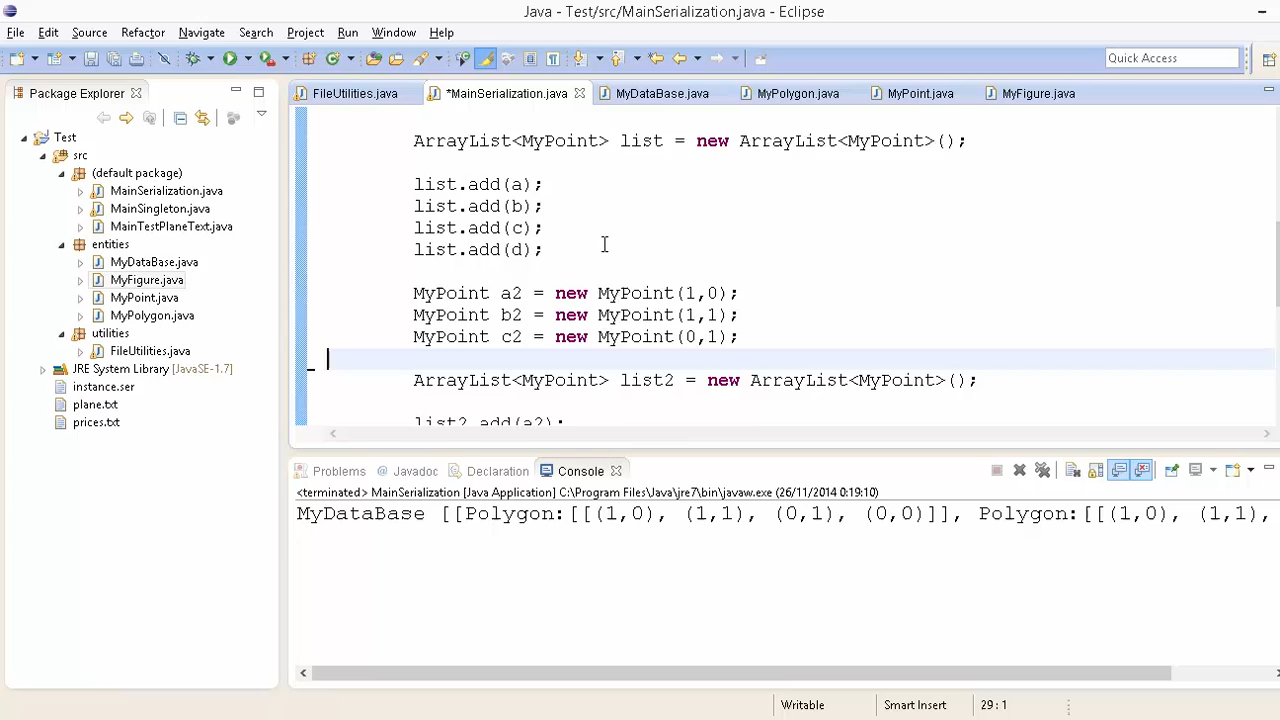 Java - Test/src/MainSerialization.java - Eclipse
File Edit Source Refactor Navigate Search Project Run Window Help
Quick Access
Package Explorer
Test
src
(default package)
MainSerialization.java
MainSingleton.java
MainTestPlaneText.java
entities
MyDataBase.java
MyFigure.java
MyPoint.java
MyPolygon.java
utilities
FileUtilities.java
JRE System Library [JavaSE-1.7]
instance.ser
plane.txt
prices.txt
FileUtilities.java *MainSerialization.java MyDataBase.java MyPolygon.java MyPoint.java MyFigure.java
ArrayList<MyPoint> list = new ArrayList<MyPoint>();
list.add(a);
list.add(b);
list.add(c);
list.add(d);
MyPoint a2 = new MyPoint(1,0);
MyPoint b2 = new MyPoint(1,1);
MyPoint c2 = new MyPoint(0,1);
ArrayList<MyPoint> list2 = new ArrayList<MyPoint>();
list2.add(a2);
Problems Javadoc Declaration Console
<terminated> MainSerialization [Java Application] C:\Program Files\Java\jre7\bin\javaw.exe (26/11/2014 0:19:10)
MyDataBase [[Polygon:[[(1,0), (1,1), (0,1), (0,0)]], Polygon:[[(1,0), (1,1),
Writable Smart Insert 29 : 1